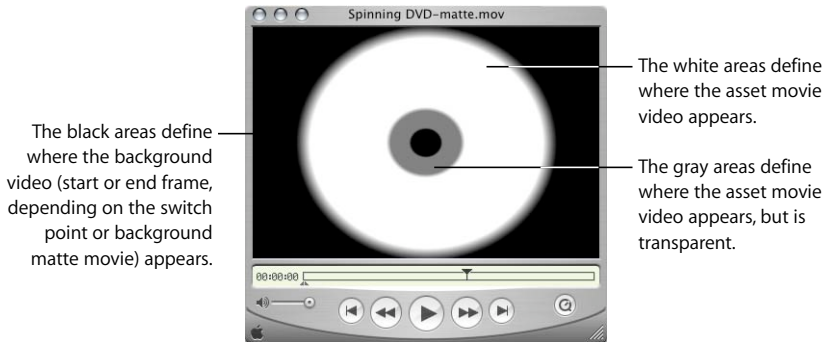 Spinning DVD-matte.mov
The black areas define
where the background
video (start or end frame,
depending on the switch
point or background
matte movie) appears.
The white areas define
where the asset movie
video appears.
The gray areas define
where the asset movie
video appears, but is
transparent.
00:00:00